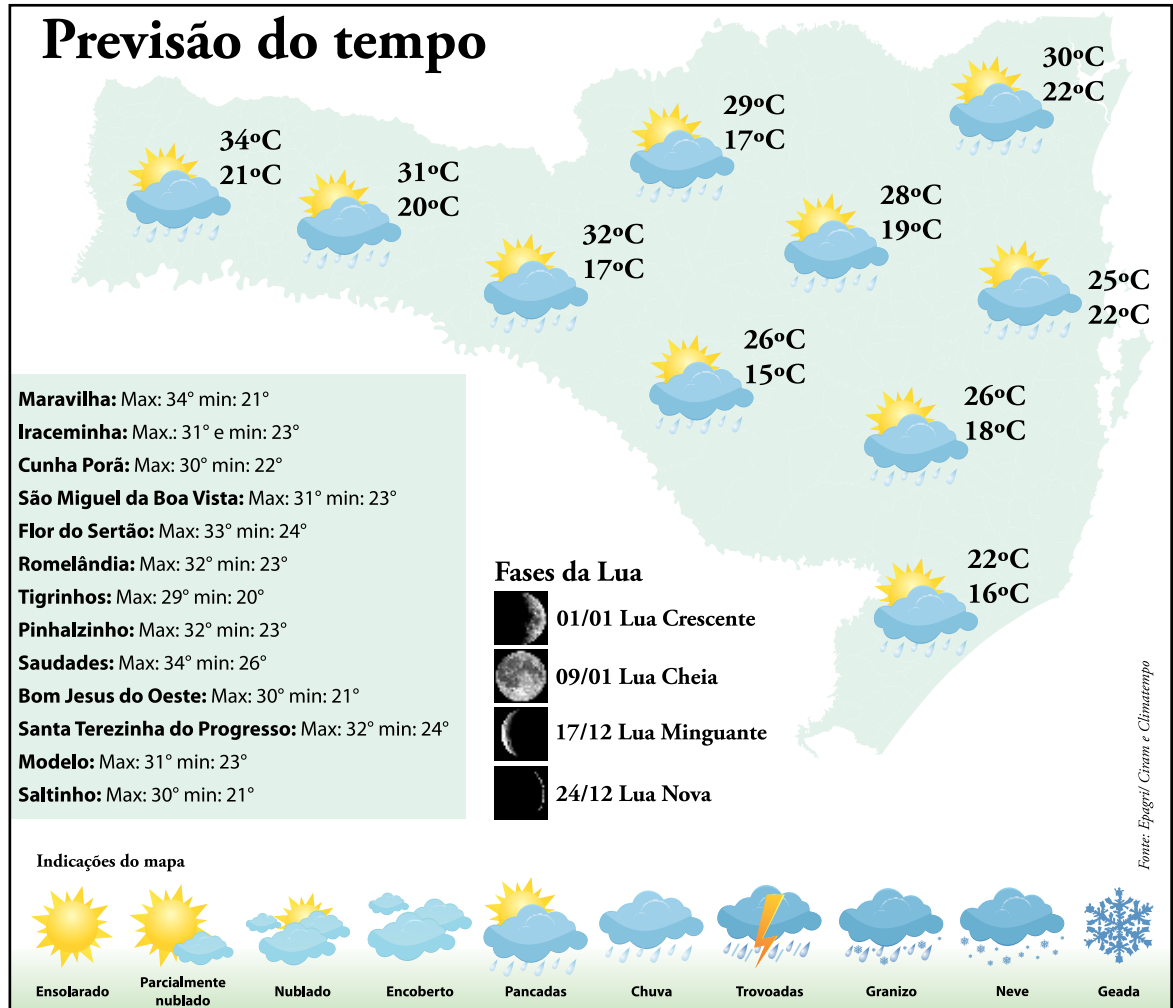 Previsão do tempo
30ºC
22ºC
29ºC
17ºC
34ºC
21ºC
31ºC
20ºC
28ºC
19ºC
32ºC
17ºC
25ºC
22ºC
26ºC
15ºC
26ºC
18ºC
22ºC
16ºC
Maravilha: Max: 34° min: 21°
Iraceminha: Max.: 31° e min: 23°
Cunha Porã: Max: 30° min: 22°
São Miguel da Boa Vista: Max: 31° min: 23°
Flor do Sertão: Max: 33° min: 24°
Romelândia: Max: 32° min: 23°
Tigrinhos: Max: 29° min: 20°
Pinhalzinho: Max: 32° min: 23°
Saudades: Max: 34° min: 26°
Bom Jesus do Oeste: Max: 30° min: 21°
Santa Terezinha do Progresso: Max: 32° min: 24°
Modelo: Max: 31° min: 23°
Saltinho: Max: 30° min: 21°
Fases da Lua
01/01 Lua Crescente
09/01 Lua Cheia
17/12 Lua Minguante
24/12 Lua Nova
Fonte: Epagri/ Ciram e Climatempo
Indicações do mapa
Ensolarado
Parcialmente
nublado
Nublado
Encoberto
Pancadas
Chuva
Trovoadas
Granizo
Neve
Geada